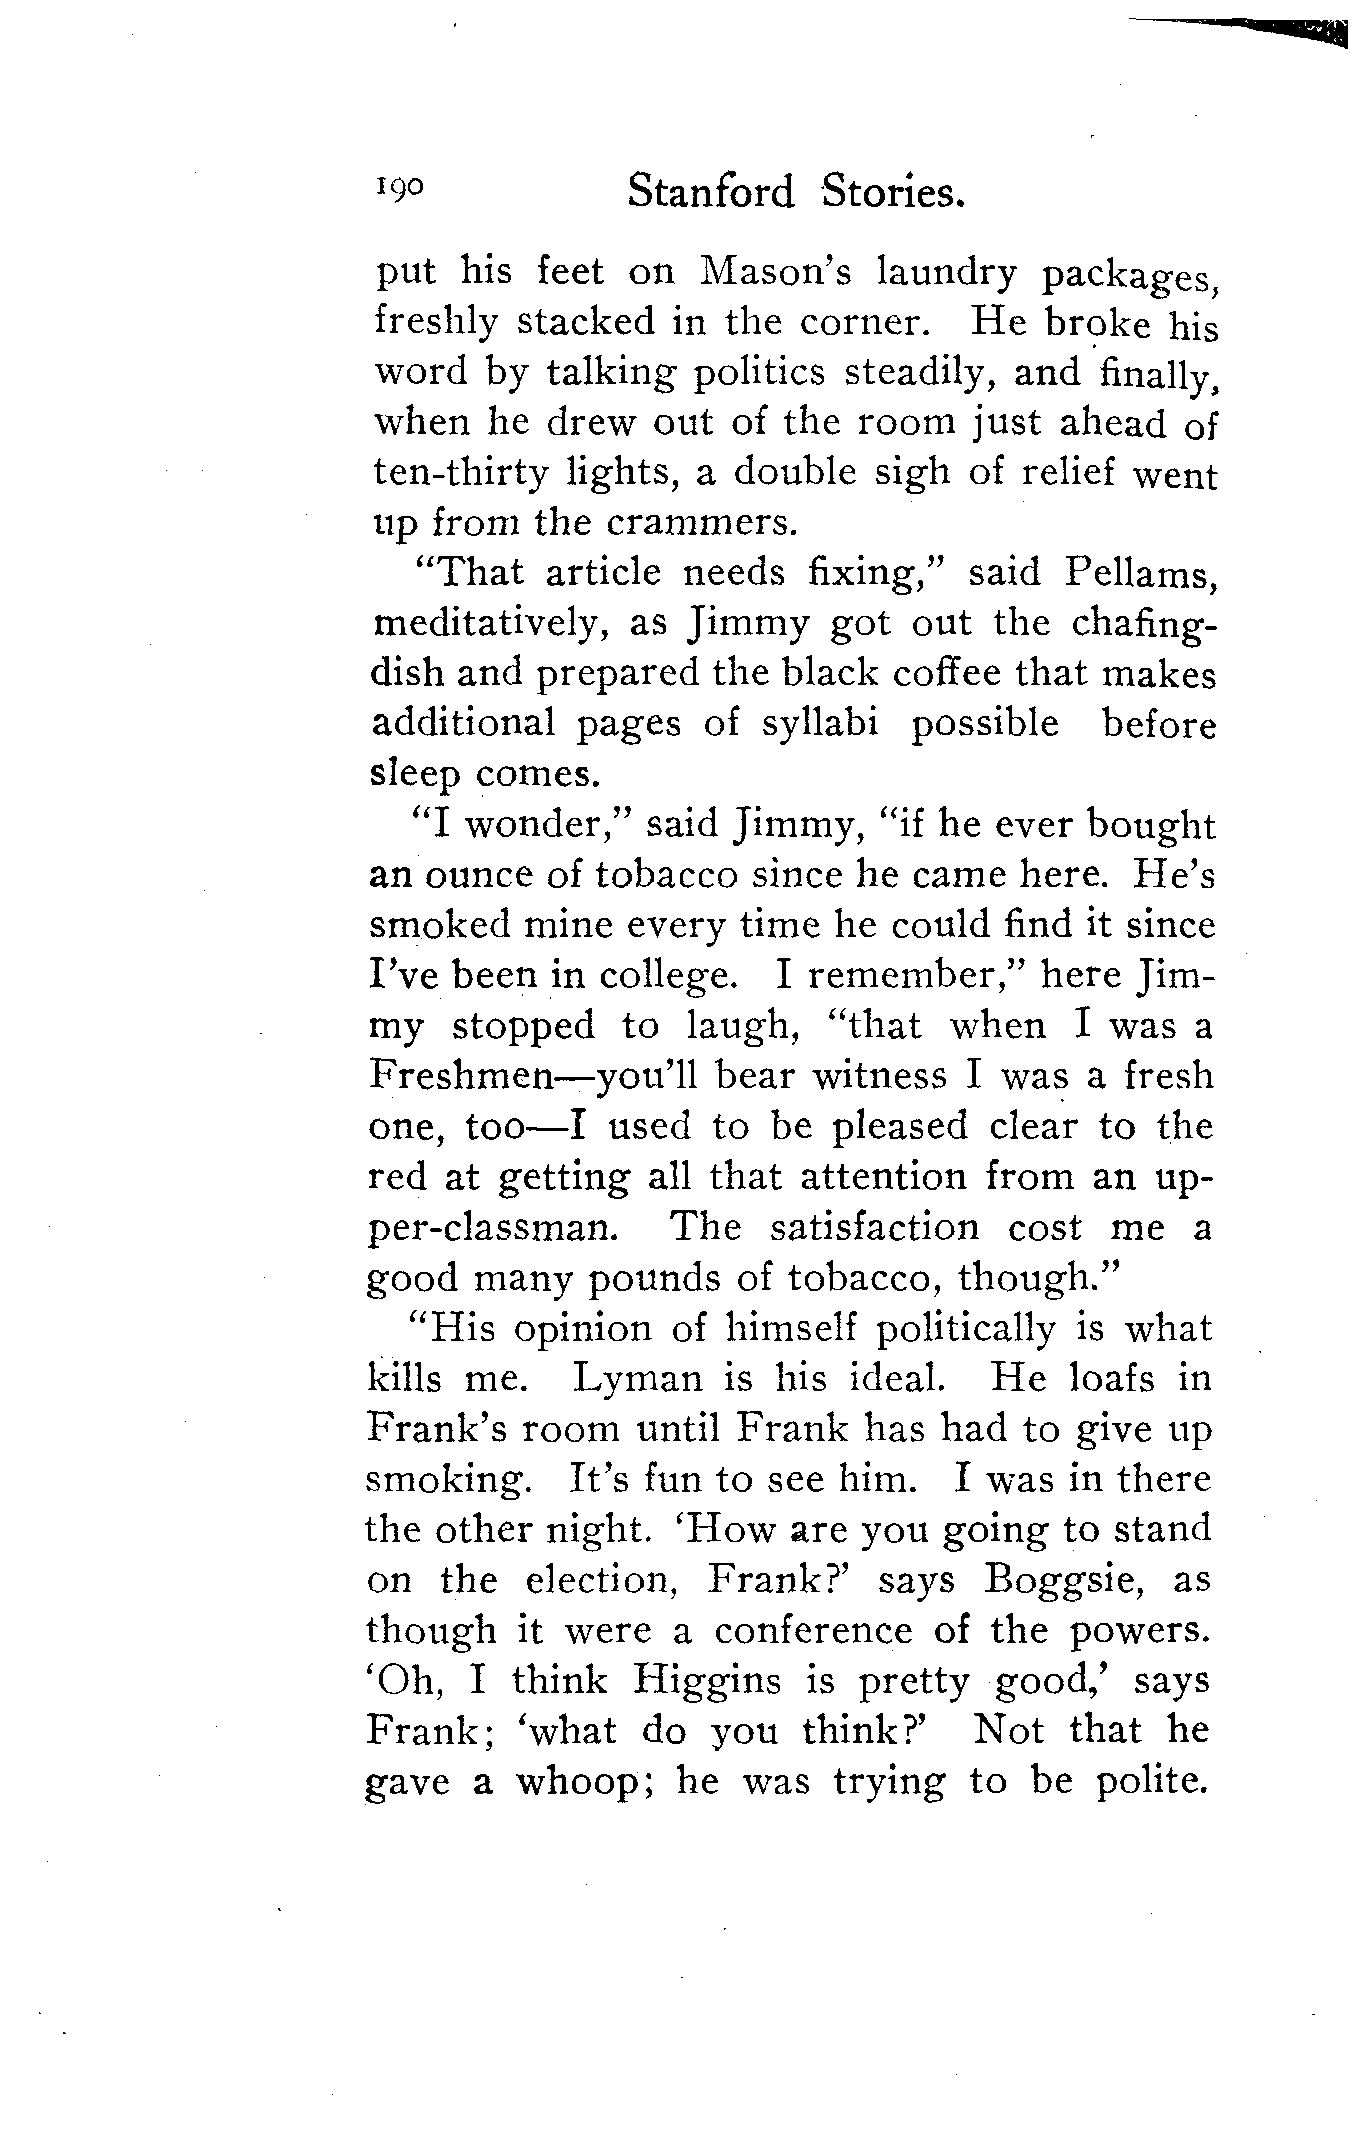 190 Stanford Stories.
put his feet on Mason's laundry packages,
freshly stacked in the corner. He broke his
word by talking politics steadily, and finally,
when he drew out of the room just ahead of
ten-thirty lights, a double sigh of relief went
up from the crammers.
"That article needs fixing," said Pellams,
meditatively, as Jimmy got out the chafing-
dish and prepared the black coffee that makes
additional pages of syllabi possible before
sleep comes.
"I wonder," said Jimmy, "if he ever bought
an ounce of tobacco since he came here. He's
smoked mine every time he could find it since
I've been in college. I remember," here Jim-
my stopped to laugh, "that when I was a
Freshmen—you'll bear witness I was a fresh
one, too—I used to be pleased clear to the
red at getting all that attention from an up-
per-classman. The satisfaction cost me a
good many pounds of tobacco, though."
"His opinion of himself politically is what
kills me. Lyman is his ideal. He loafs in
Frank's room until Frank has had to give up
smoking. It's fun to see him. I was in there
the other night. 'How are you going to stand
on the election, Frank?' says Boggsie, as
though it were a conference of the powers.
'Oh, I think Higgins is pretty good,' says
Frank; 'what do you think?' Not that he
gave a whoop; he was trying to be polite.